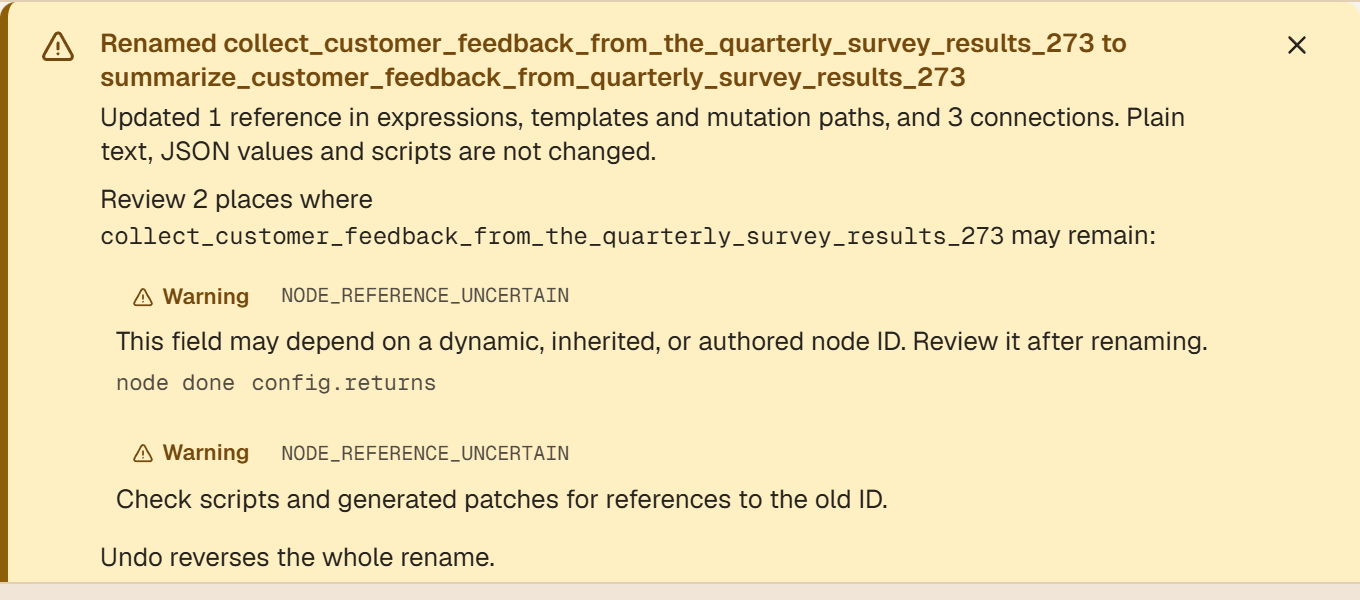 Renamed collect_customer_feedback_from_the_quarterly_survey_results_273 to
summarize_customer_feedback_from_quarterly_survey_results_273
Updated 1 reference in expressions, templates and mutation paths, and 3 connections. Plain
text, JSON values and scripts are not changed.
Review 2 places where
collect_customer_feedback_from_the_quarterly_survey_results_273 may remain:
Warning NODE_REFERENCE_UNCERTAIN
This field may depend on a dynamic, inherited, or authored node ID. Review it after renaming.
node done config.returns
Warning NODE_REFERENCE_UNCERTAIN
Check scripts and generated patches for references to the old ID.
Undo reverses the whole rename.